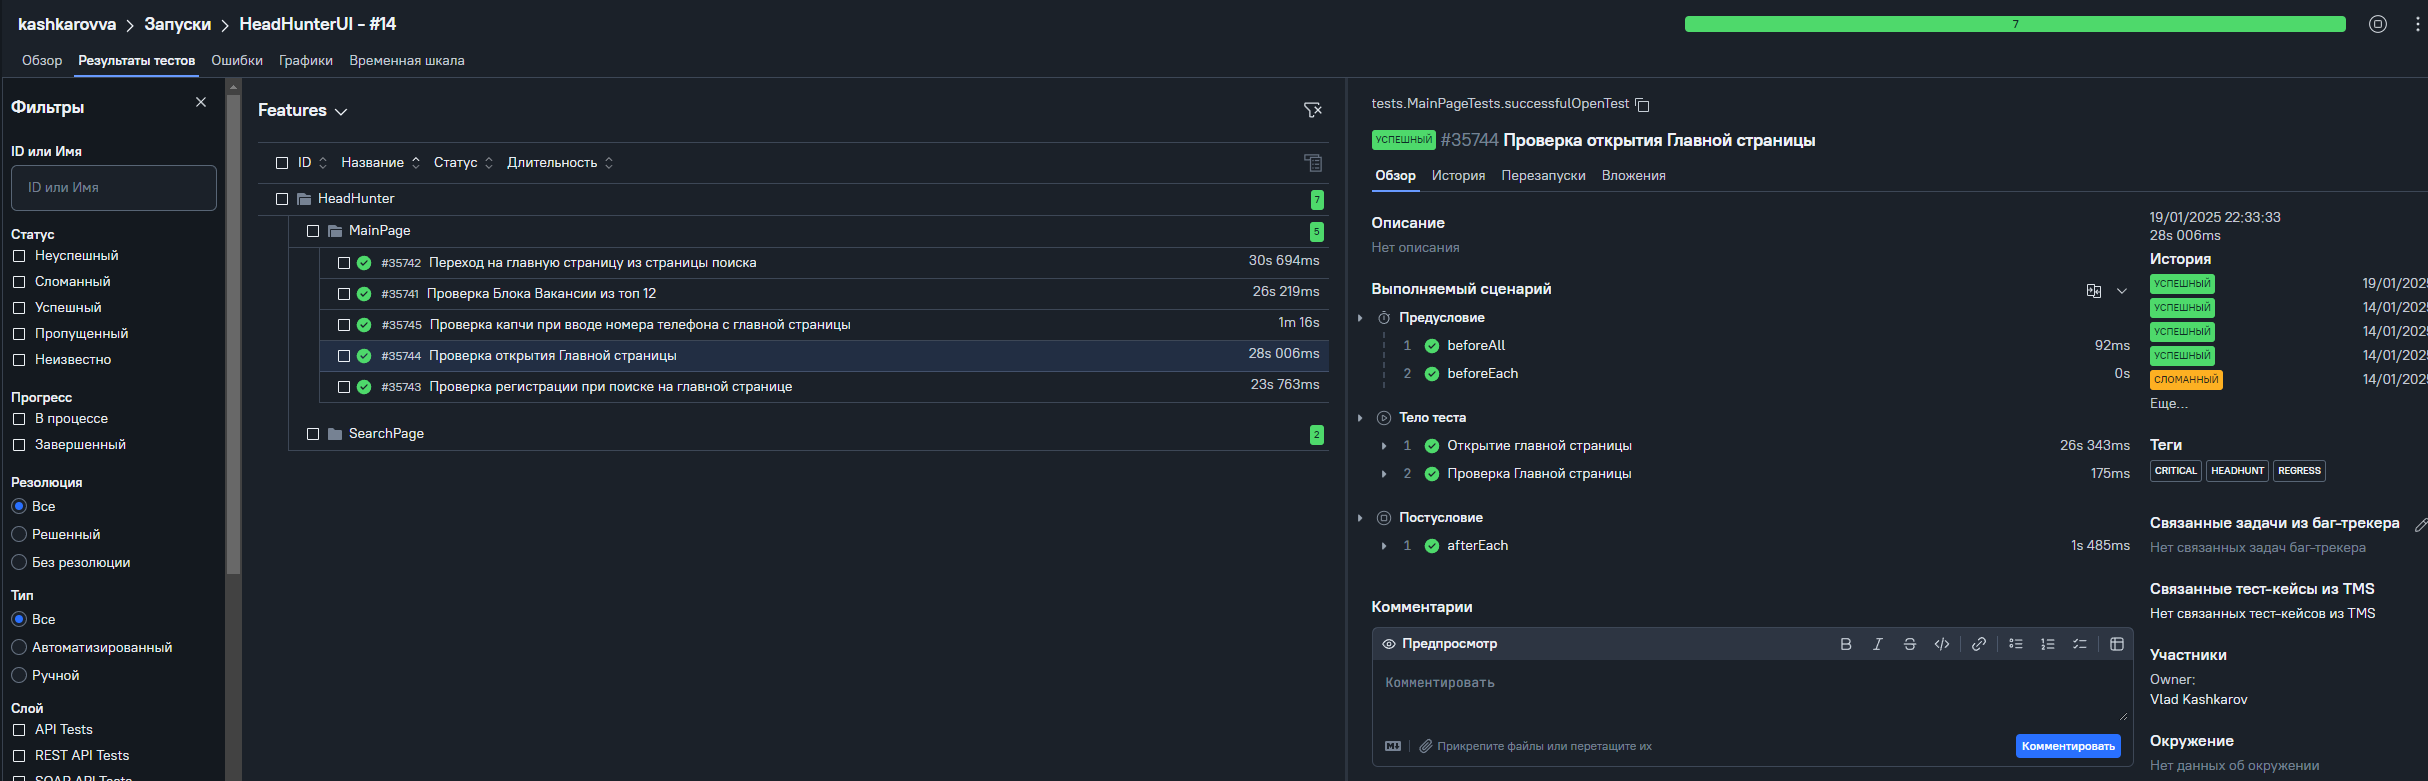 kashkarovva > Запуски > HeadHunterUI - #14
7
Обзор Результаты тестов Ошибки Графики Временная шкала
Фильтры
ID или Имя
ID или Имя
Статус
Неуспешный
Сломанный
Успешный
Пропущенный
Неизвестно
Прогресс
В процессе
Завершенный
Резолюция
Все
Решенный
Без резолюции
Тип
Все
Автоматизированный
Ручной
Слой
API Tests
REST API Tests
SOAP API Tests
Features
ID Название Статус Длительность
HeadHunter 7
MainPage 5
#35742 Переход на главную страницу из страницы поиска 30s 694ms
#35741 Проверка Блока Вакансии из топ 12 26s 219ms
#35745 Проверка капчи при вводе номера телефона с главной страницы 1m 16s
#35744 Проверка открытия Главной страницы 28s 006ms
#35743 Проверка регистрации при поиске на главной странице 23s 763ms
SearchPage 2
tests.MainPageTests.successfulOpenTest
УСПЕШНЫЙ #35744 Проверка открытия Главной страницы
Обзор История Перезапуски Вложения
Описание
Нет описания
Выполняемый сценарий
Предусловие
1 beforeAll 92ms
2 beforeEach 0s
Тело теста
1 Открытие главной страницы 26s 343ms
2 Проверка Главной страницы 175ms
Постусловие
1 afterEach 1s 485ms
Комментарии
Предпросмотр
Комментировать
Прикрепите файлы или перетащите их
Комментировать
19/01/2025 22:33:33
28s 006ms
История
УСПЕШНЫЙ 19/01/2025
УСПЕШНЫЙ 14/01/2025
УСПЕШНЫЙ 14/01/2025
УСПЕШНЫЙ 14/01/2025
СЛОМАННЫЙ 14/01/2025
Еще...
Теги
CRITICAL HEADHUNT REGRESS
Связанные задачи из баг-трекера
Нет связанных задач баг-трекера
Связанные тест-кейсы из TMS
Нет связанных тест-кейсов из TMS
Участники
Owner:
Vlad Kashkarov
Окружение
Нет данных об окружении